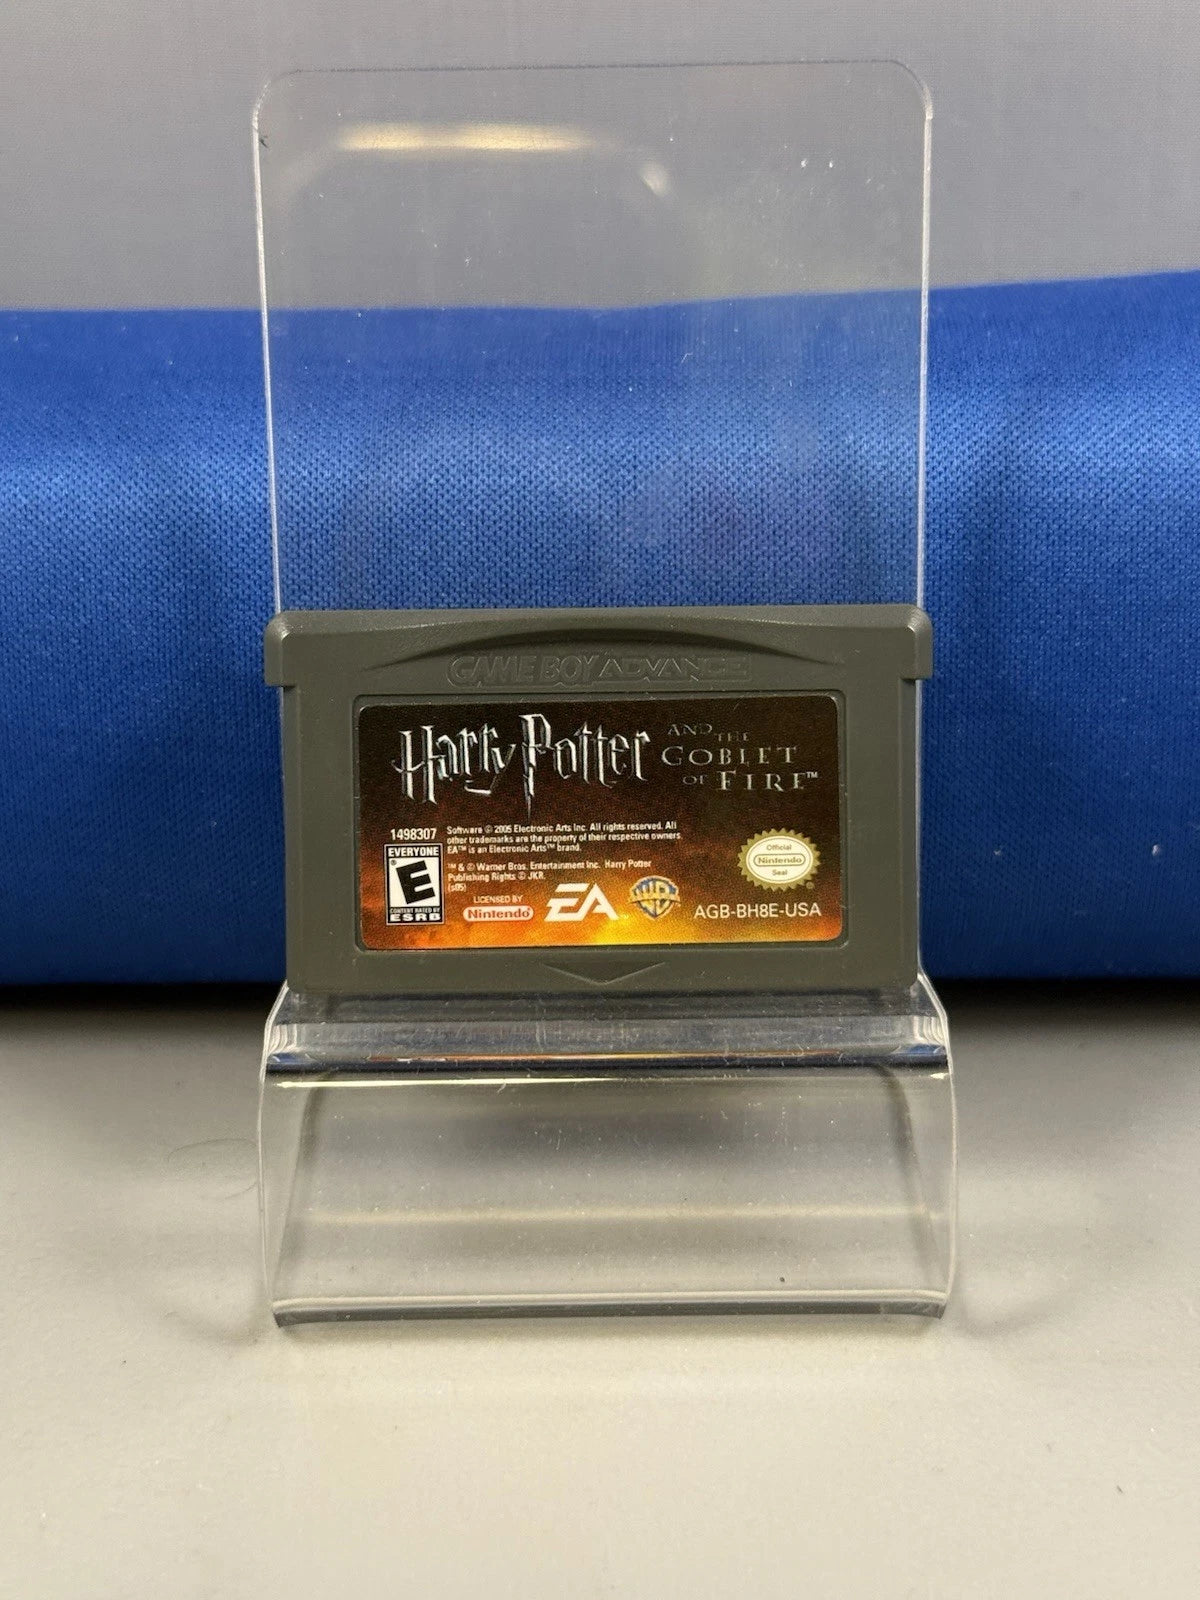 GAME BOY ADVANCE
Harry Potter AND THE
GOBLET
OF FIRE™
1498307
EVERYONE
E
CONTENT RATED BY
ESRB
Software © 2005 Electronic Arts Inc. All rights reserved. All
other trademarks are the property of their respective owners.
EA™ is an Electronic Arts™ brand.
™ & © Warner Bros. Entertainment Inc. Harry Potter
Publishing Rights © JKR.
(s05)
LICENSED BY
Nintendo®
EA
WB
Official
Nintendo
Seal
®
AGB-BH8E-USA